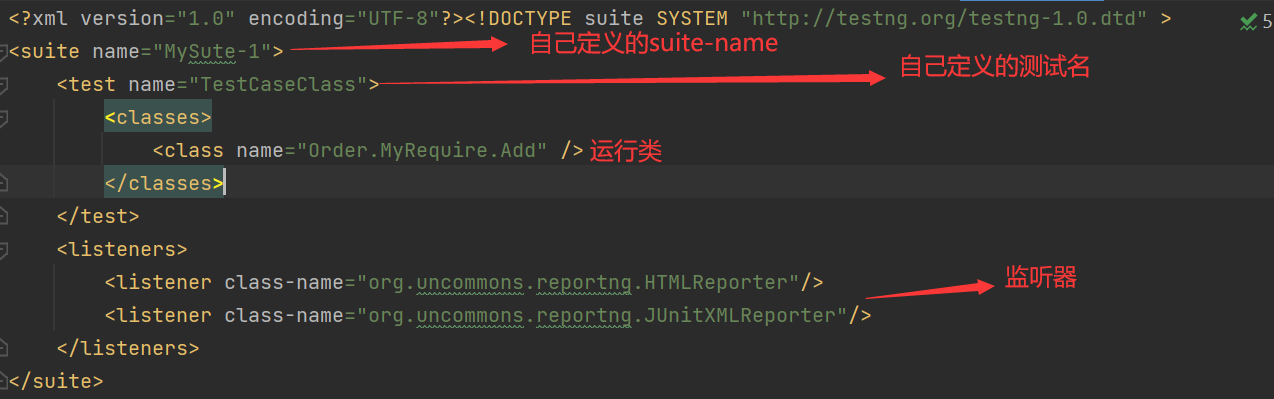 <?xml version="1.0" encoding="UTF-8"?><!DOCTYPE suite SYSTEM "http://testng.org/testng-1.0.dtd" > 5
<suite name="MySute-1"> 自己定义的suite-name
<test name="TestCaseClass"> 自己定义的测试名
<classes>
<class name="Order.MyRequire.Add" /> 运行类
</classes>
</test>
<listeners>
<listener class-name="org.uncommons.reportng.HTMLReporter"/> 监听器
<listener class-name="org.uncommons.reportng.JUnitXMLReporter"/>
</listeners>
</suite>